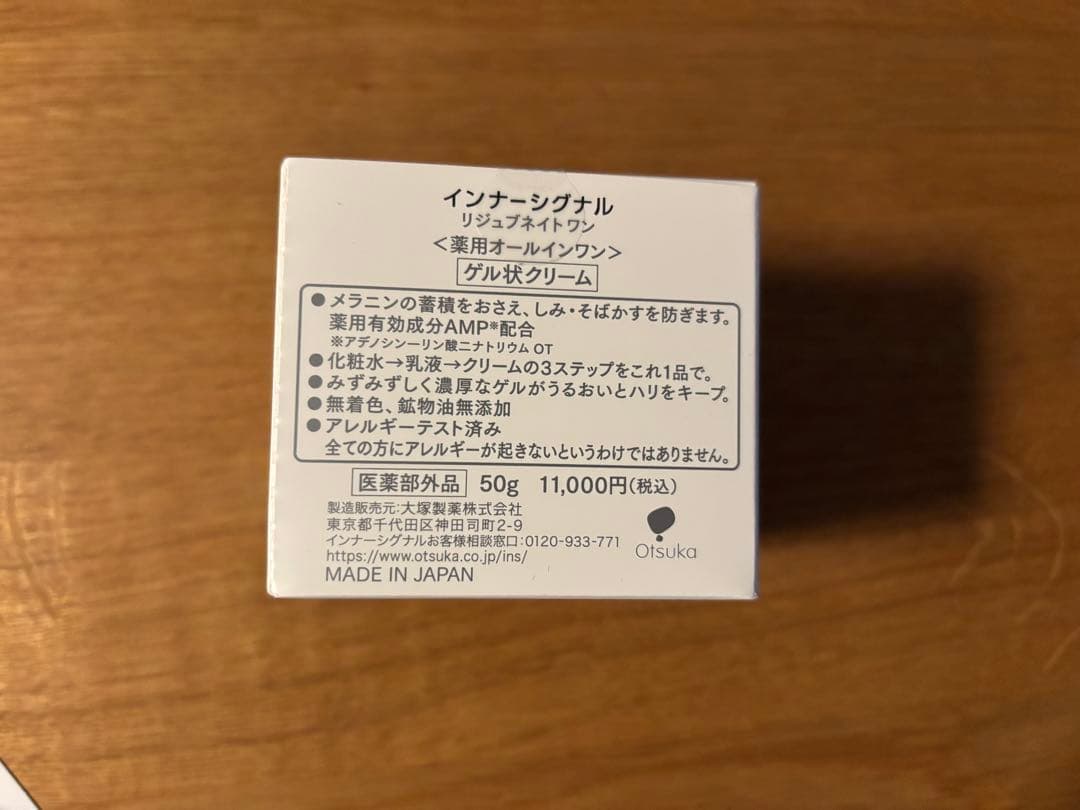 インナーシグナル
リジュブネイトワン
＜薬用オールインワン＞
ゲル状クリーム
●メラニンの蓄積をおさえ、しみ・そばかすを防ぎます。
薬用有効成分AMP※配合
※アデノシン一リン酸二ナトリウム OT
●化粧水→乳液→クリームの3ステップをこれ1品で。
●みずみずしく濃厚なゲルがうるおいとハリをキープ。
●無着色、鉱物油無添加
●アレルギーテスト済み
全ての方にアレルギーが起きないというわけではありません。
医薬部外品 50g 11,000円(税込)
製造販売元:大塚製薬株式会社
東京都千代田区神田司町2-9
インナーシグナルお客様相談窓口:0120-933-771
https://www.otsuka.co.jp/ins/
MADE IN JAPAN
Otsuka